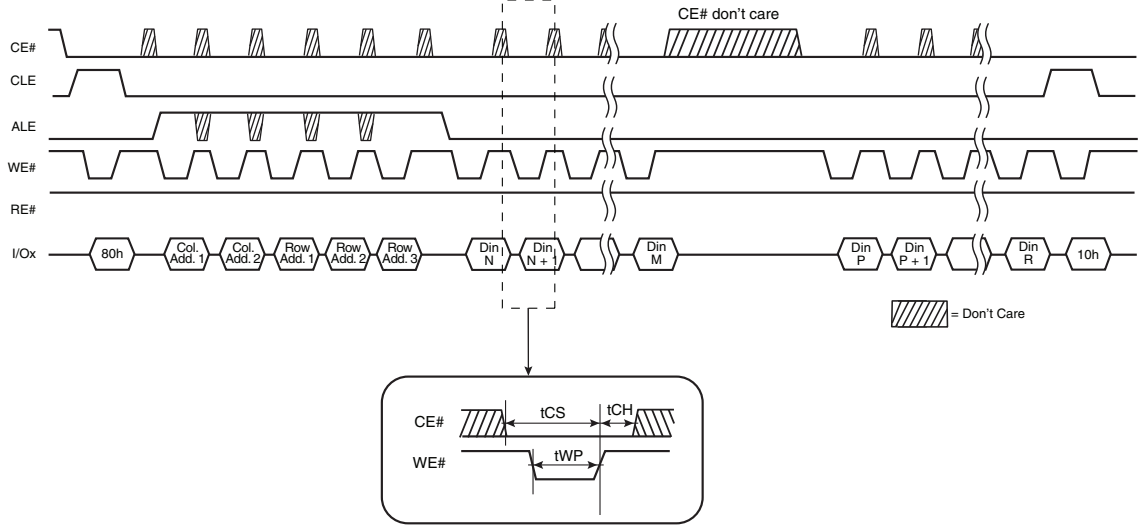 CE# don't care
CE#
CLE
ALE
WE#
RE#
I/Ox
80h
Col.
Add. 1
Col.
Add. 2
Row
Add. 1
Row
Add. 2
Row
Add. 3
Din
N
Din
N + 1
Din
M
Din
P
Din
P + 1
Din
R
10h
= Don't Care
CE#
tCS
tCH
WE#
tWP